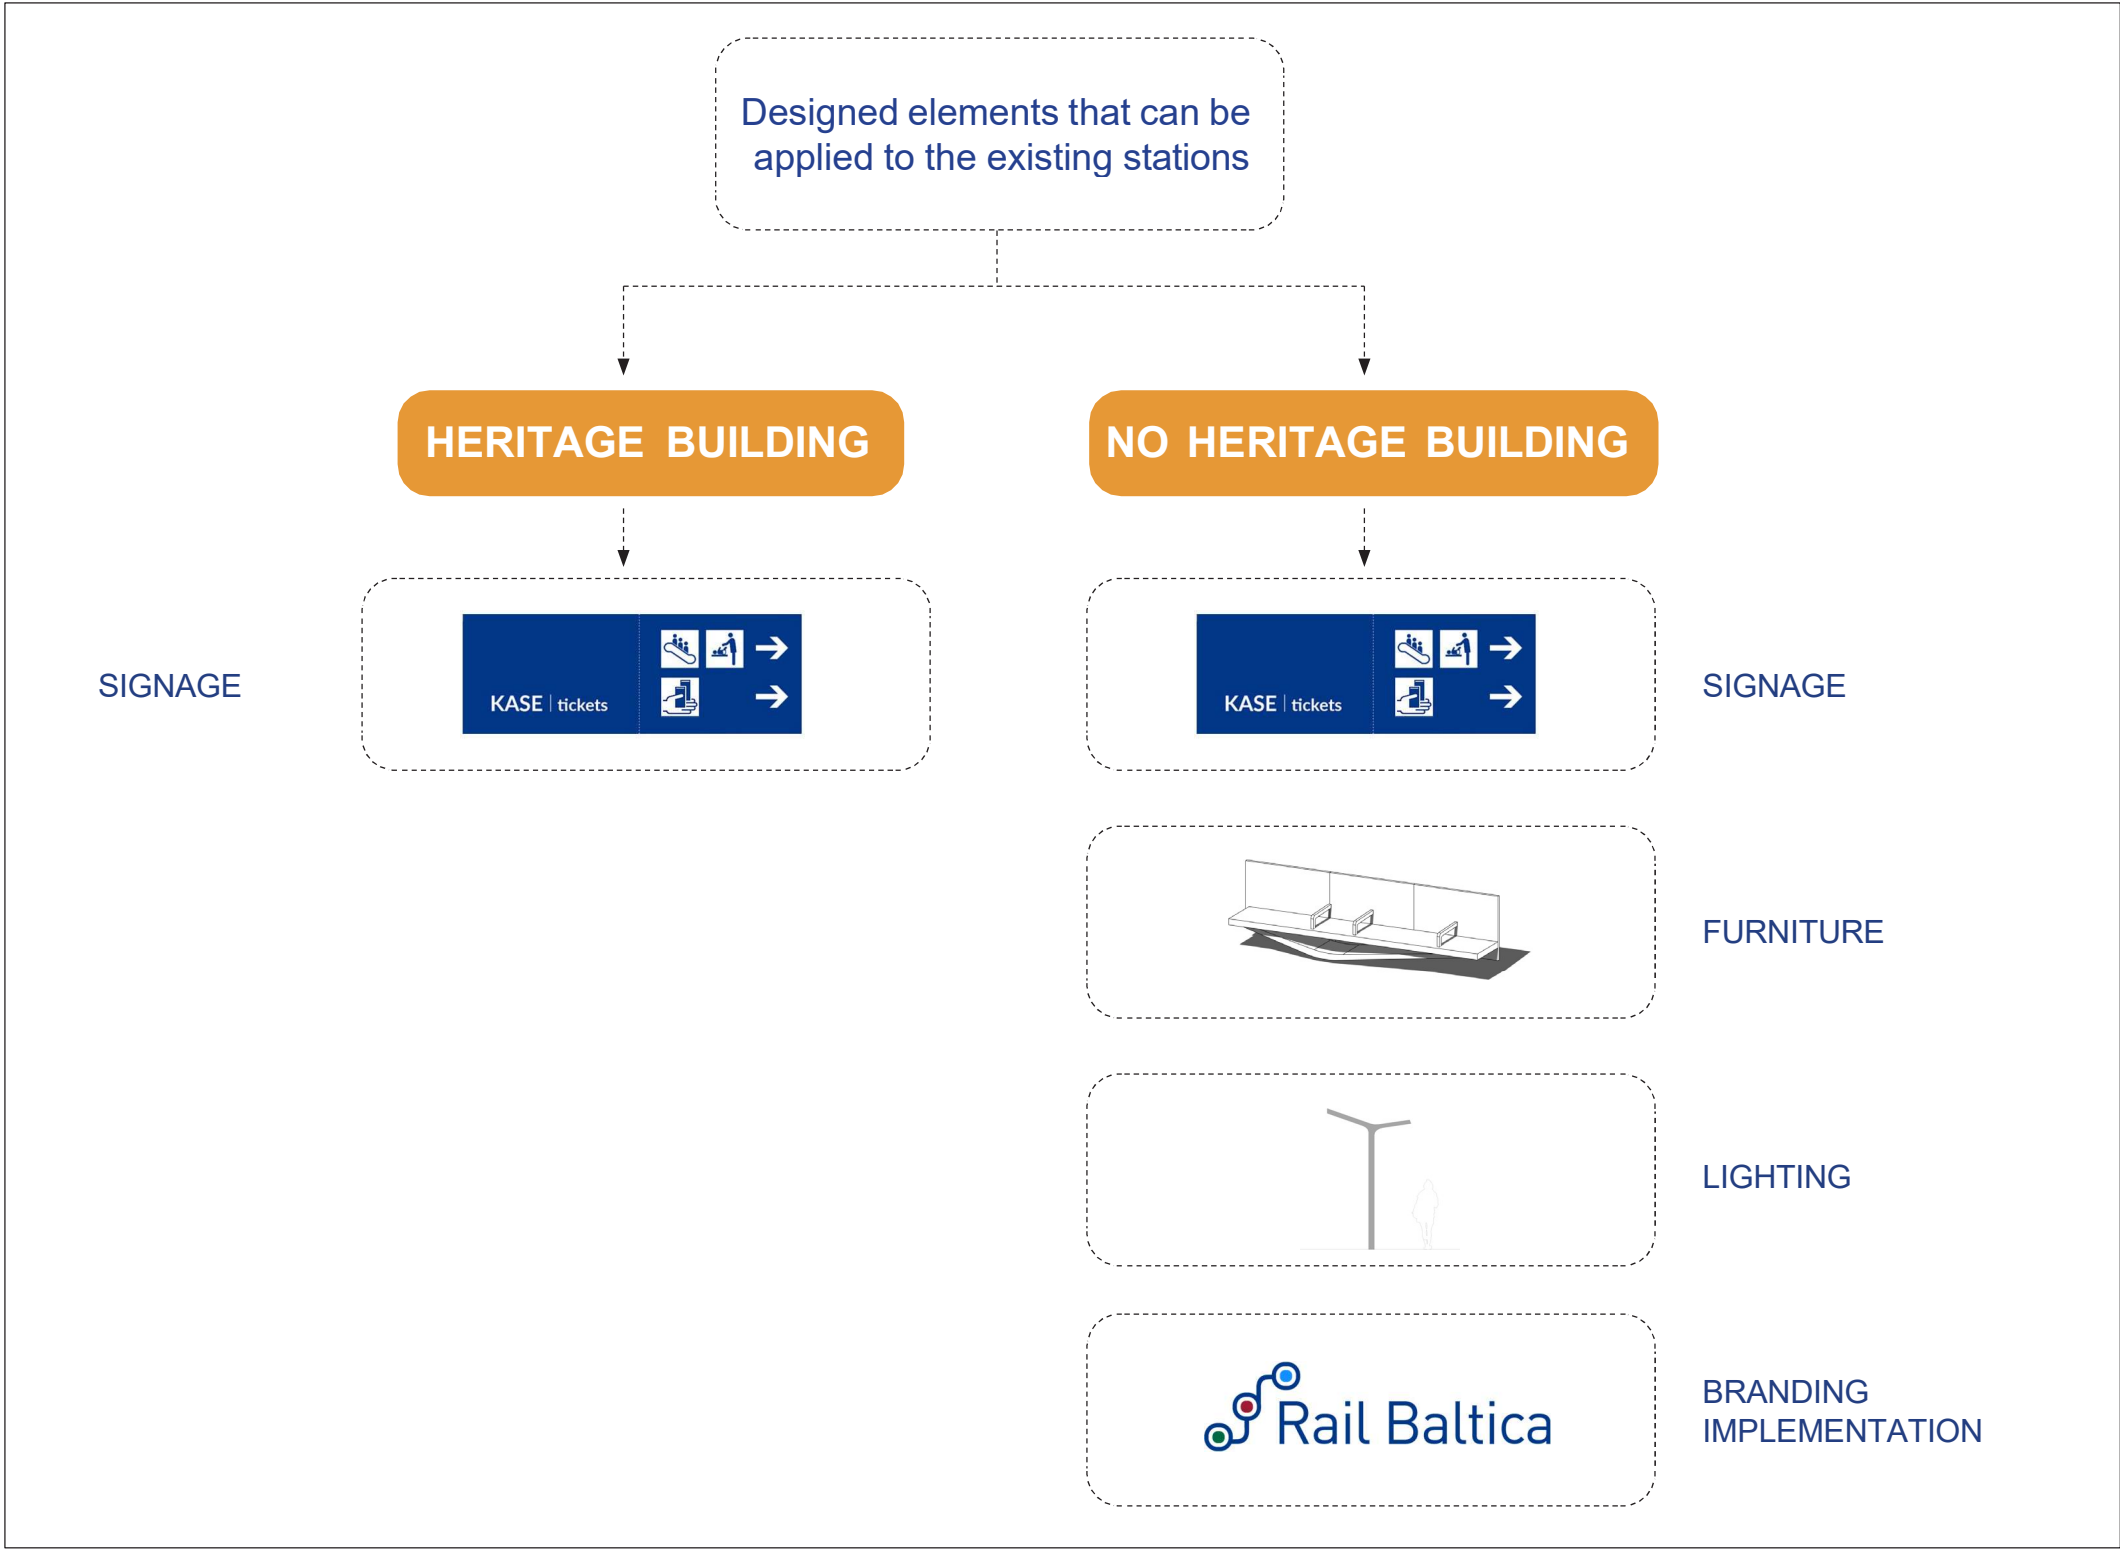 Designed elements that can be
applied to the existing stations
HERITAGE BUILDING
NO HERITAGE BUILDING
SIGNAGE
KASE | tickets
KASE | tickets
SIGNAGE
FURNITURE
LIGHTING
Rail Baltica
BRANDING
IMPLEMENTATION